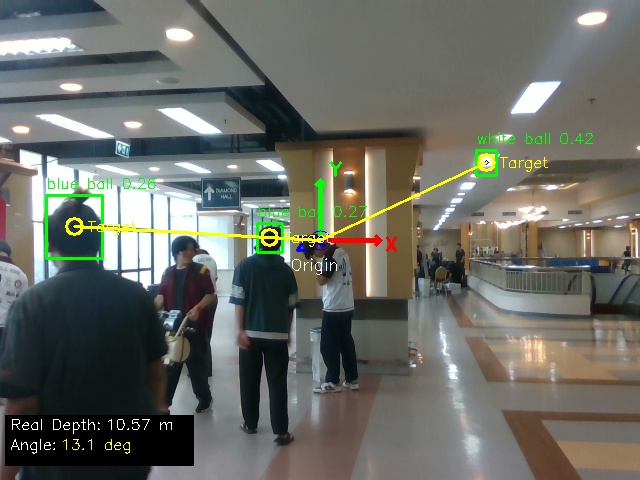 white ball 0.42
Target
blue ball 0.26
Target
DIAMOND
HALL
blue ball 0.27
Target
Y
X
Z
Origin
Real Depth: 10.57 m
Angle: 13.1 deg